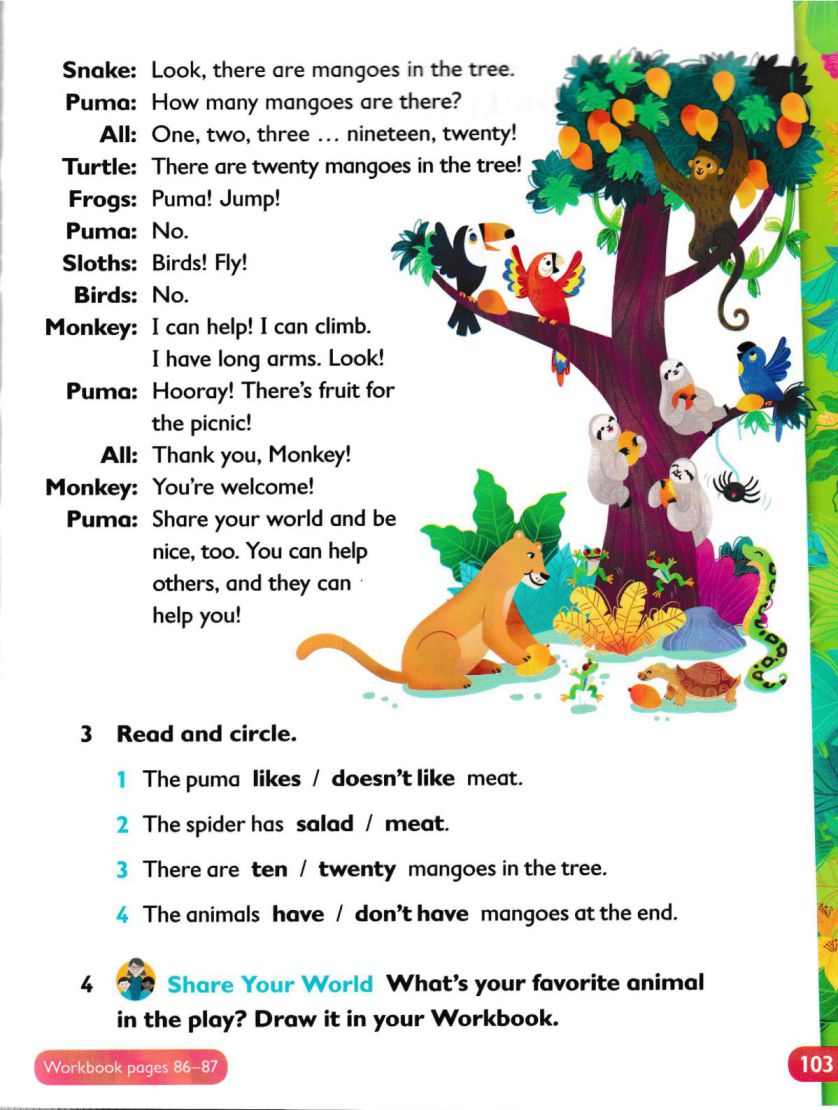 Snake: Look, there are mangoes in the tree.
Puma: How many mangoes are there?
All: One, two, three ... nineteen, twenty!
Turtle: There are twenty mangoes in the tree!
Frogs: Puma! Jump!
Puma: No.
Sloths: Birds! Fly!
Birds: No.
Monkey: I can help! I can climb.
I have long arms. Look!
Puma: Hooray! There's fruit for
the picnic!
All: Thank you, Monkey!
Monkey: You're welcome!
Puma: Share your world and be
nice, too. You can help
others, and they can
help you!
3 Read and circle.
1 The puma likes / doesn't like meat.
2 The spider has salad / meat.
3 There are ten / twenty mangoes in the tree.
4 The animals have / don't have mangoes at the end.
4 Share Your World What's your favorite animal
in the play? Draw it in your Workbook.
Workbook pages 86–87
103